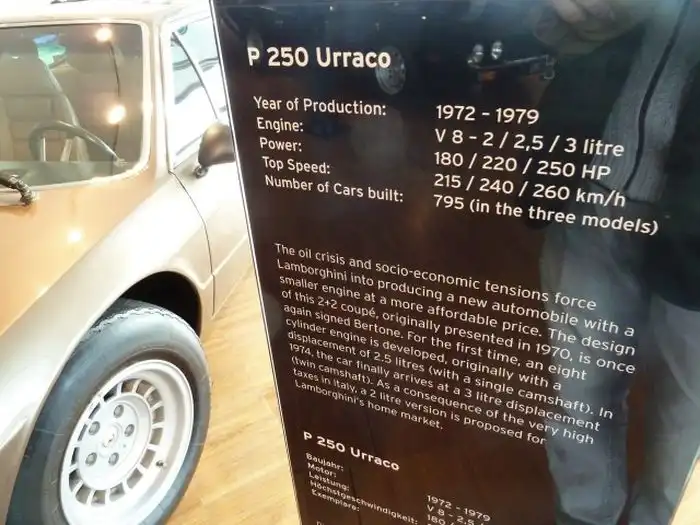 P 250 Urraco
Year of Production: 1972 - 1979
Engine: V 8 - 2 / 2,5 / 3 litre
Power: 180 / 220 / 250 HP
Top Speed: 215 / 240 / 260 km/h
Number of Cars built: 795 (in the three models)
The oil crisis and socio-economic tensions force
Lamborghini into producing a new automobile with a
smaller engine at a more affordable price. The design
of this 2+2 coupé, originally presented in 1970, is once
again signed Bertone. For the first time, an eight
cylinder engine is developed, originally with a
displacement of 2.5 litres (with a single camshaft). In
1974, the car finally arrives at a 3 litre displacement
(twin camshaft). As a consequence of the very high
taxes in Italy, a 2 litre version is proposed for
Lamborghini's home market.
P 250 Urraco
Baujahr: 1972 - 1979
Motor: V 8 - 2,5
Leistung: 180
Höchstgeschwindigkeit:
Exemplare: